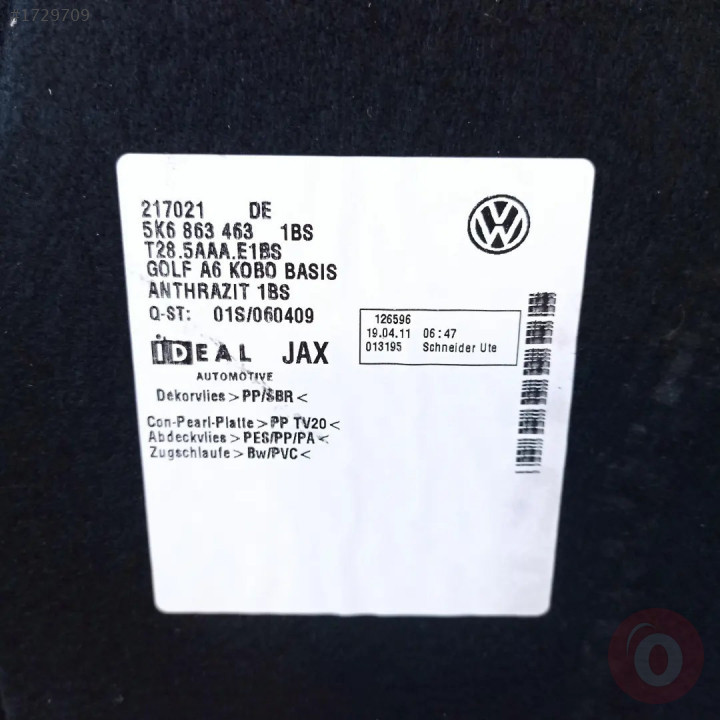 #1729709
217021 DE
5K6 863 463 1BS
T28.5AAA.E1BS
GOLF A6 KOBO BASIS
ANTHRAZIT 1BS
Q-ST: 01S/060409
126596
19.04.11 06:47
013195 Schneider Ute
iDEAL JAX
AUTOMOTIVE
Dekorvlies>PP/SBR<
Con-Pearl-Platte>PP TV20<
Abdeckvlies>PES/PP/PA<
Zugschlaufe>Bw/PVC<